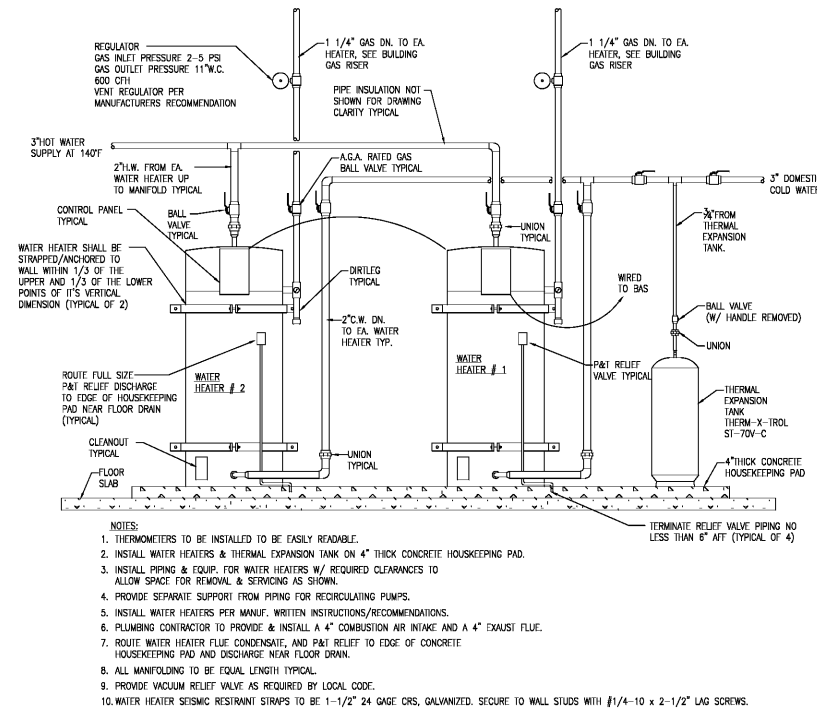 REGULATOR
GAS INLET PRESSURE 2-5 PSI
GAS OUTLET PRESSURE 11"W.C.
600 CFH
VENT REGULATOR PER
MANUFACTURERS RECOMMENDATION
1 1/4" GAS DN. TO EA.
HEATER, SEE BUILDING
GAS RISER
1 1/4" GAS DN. TO EA.
HEATER, SEE BUILDING
GAS RISER
PIPE INSULATION NOT
SHOWN FOR DRAWING
CLARITY TYPICAL
3"HOT WATER
SUPPLY AT 140°F
2"H.W. FROM EA.
WATER HEATER UP
TO MANIFOLD TYPICAL
A.G.A. RATED GAS
BALL VALVE TYPICAL
3" DOMESTI
COLD WATER
CONTROL PANEL
TYPICAL
BALL
VALVE
TYPICAL
UNION
TYPICAL
3/4"FROM
THERMAL
EXPANSION
TANK.
WATER HEATER SHALL BE
STRAPPED/ANCHORED TO
WALL WITHIN 1/3 OF THE
UPPER AND 1/3 OF THE LOWER
POINTS OF IT'S VERTICAL
DIMENSION (TYPICAL OF 2)
DIRTLEG
TYPICAL
WIRED
TO BAS
2"C.W. DN.
TO EA. WATER
HEATER TYP.
BALL VALVE
(W/ HANDLE REMOVED)
UNION
ROUTE FULL SIZE
P&T RELIEF DISCHARGE
TO EDGE OF HOUSEKEEPING
PAD NEAR FLOOR DRAIN
(TYPICAL)
WATER
HEATER # 2
WATER
HEATER # 1
P&T RELIEF
VALVE TYPICAL
THERMAL
EXPANSION
TANK
THERM-X-TROL
ST-70V-C
CLEANOUT
TYPICAL
UNION
TYPICAL
FLOOR
SLAB
4"THICK CONCRETE
HOUSEKEEPING PAD
TERMINATE RELIEF VALVE PIPING NO
LESS THAN 6" AFF (TYPICAL OF 4)
NOTES:
1. THERMOMETERS TO BE INSTALLED TO BE EASILY READABLE.
2. INSTALL WATER HEATERS & THERMAL EXPANSION TANK ON 4" THICK CONCRETE HOUSKEEPING PAD.
3. INSTALL PIPING & EQUIP. FOR WATER HEATERS W/ REQUIRED CLEARANCES TO
ALLOW SPACE FOR REMOVAL & SERVICING AS SHOWN.
4. PROVIDE SEPARATE SUPPORT FROM PIPING FOR RECIRCULATING PUMPS.
5. INSTALL WATER HEATERS PER MANUF. WRITTEN INSTRUCTIONS/RECOMMENDATIONS.
6. PLUMBING CONTRACTOR TO PROVIDE & INSTALL A 4" COMBUSTION AIR INTAKE AND A 4" EXAUST FLUE.
7. ROUTE WATER HEATER FLUE CONDENSATE, AND P&T RELIEF TO EDGE OF CONCRETE
HOUSEKEEPING PAD AND DISCHARGE NEAR FLOOR DRAIN.
8. ALL MANIFOLDING TO BE EQUAL LENGTH TYPICAL.
9. PROVIDE VACUUM RELIEF VALVE AS REQUIRED BY LOCAL CODE.
10. WATER HEATER SEISMIC RESTRAINT STRAPS TO BE 1-1/2" 24 GAGE CRS, GALVANIZED. SECURE TO WALL STUDS WITH #1/4-10 x 2-1/2" LAG SCREWS.